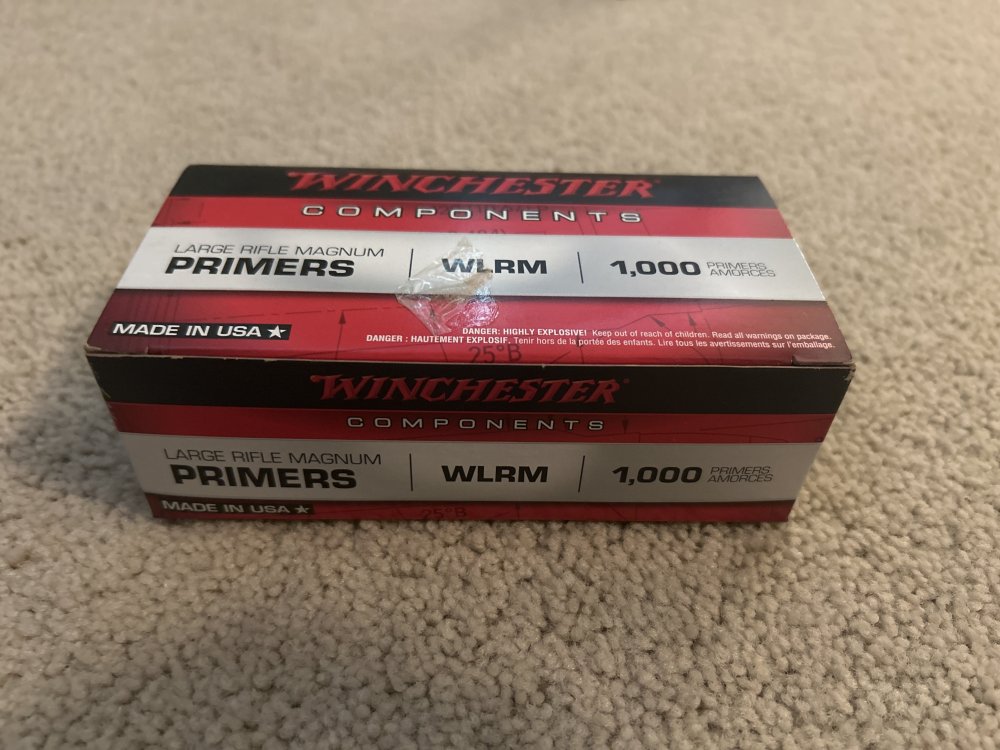 WINCHESTER
COMPONENTS
LARGE RIFLE MAGNUM
PRIMERS
WLRM
1,000 PRIMERS AMORCES
MADE IN USA
DANGER: HIGHLY EXPLOSIVE! Keep out of reach of children. Read all warnings on package.
DANGER : HAUTEMENT EXPLOSIF. Tenir hors de la portée des enfants. Lire tous les avertissements sur l'emballage.
25°B
WINCHESTER
COMPONENTS
LARGE RIFLE MAGNUM
PRIMERS
WLRM
1,000 PRIMERS AMORCES
MADE IN USA
25°B